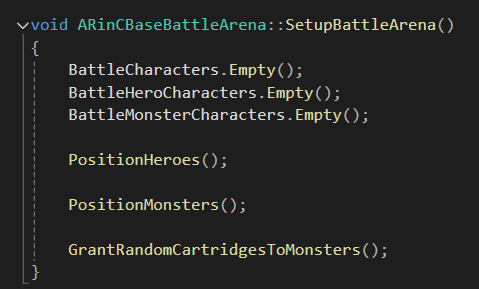 void ARinCBaseBattleArena::SetupBattleArena()
{
    BattleCharacters.Empty();
    BattleHeroCharacters.Empty();
    BattleMonsterCharacters.Empty();

    PositionHeroes();

    PositionMonsters();

    GrantRandomCartridgesToMonsters();
}